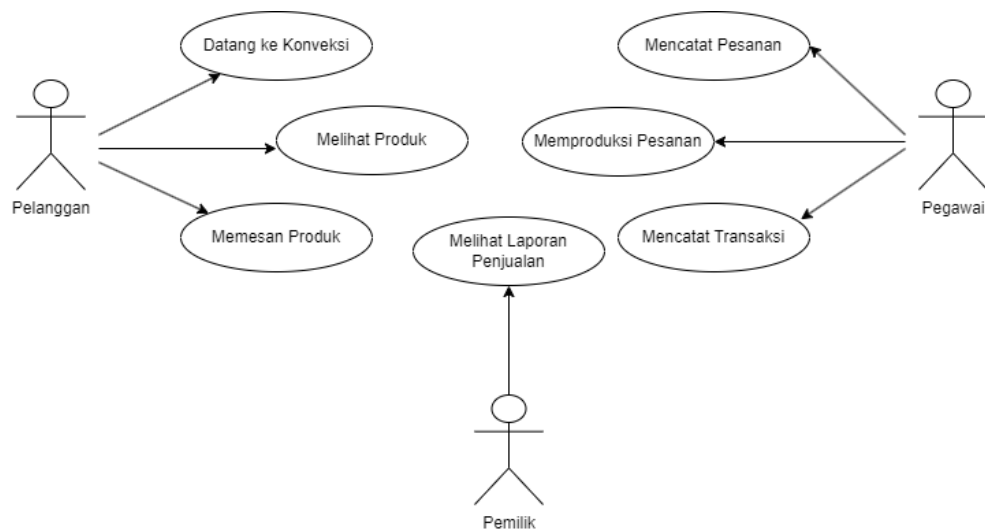 Datang ke Konveksi
Mencatat Pesanan
Melihat Produk
Memproduksi Pesanan
Pelanggan
Pegawai
Memesan Produk
Melihat Laporan
Penjualan
Mencatat Transaksi
Pemilik